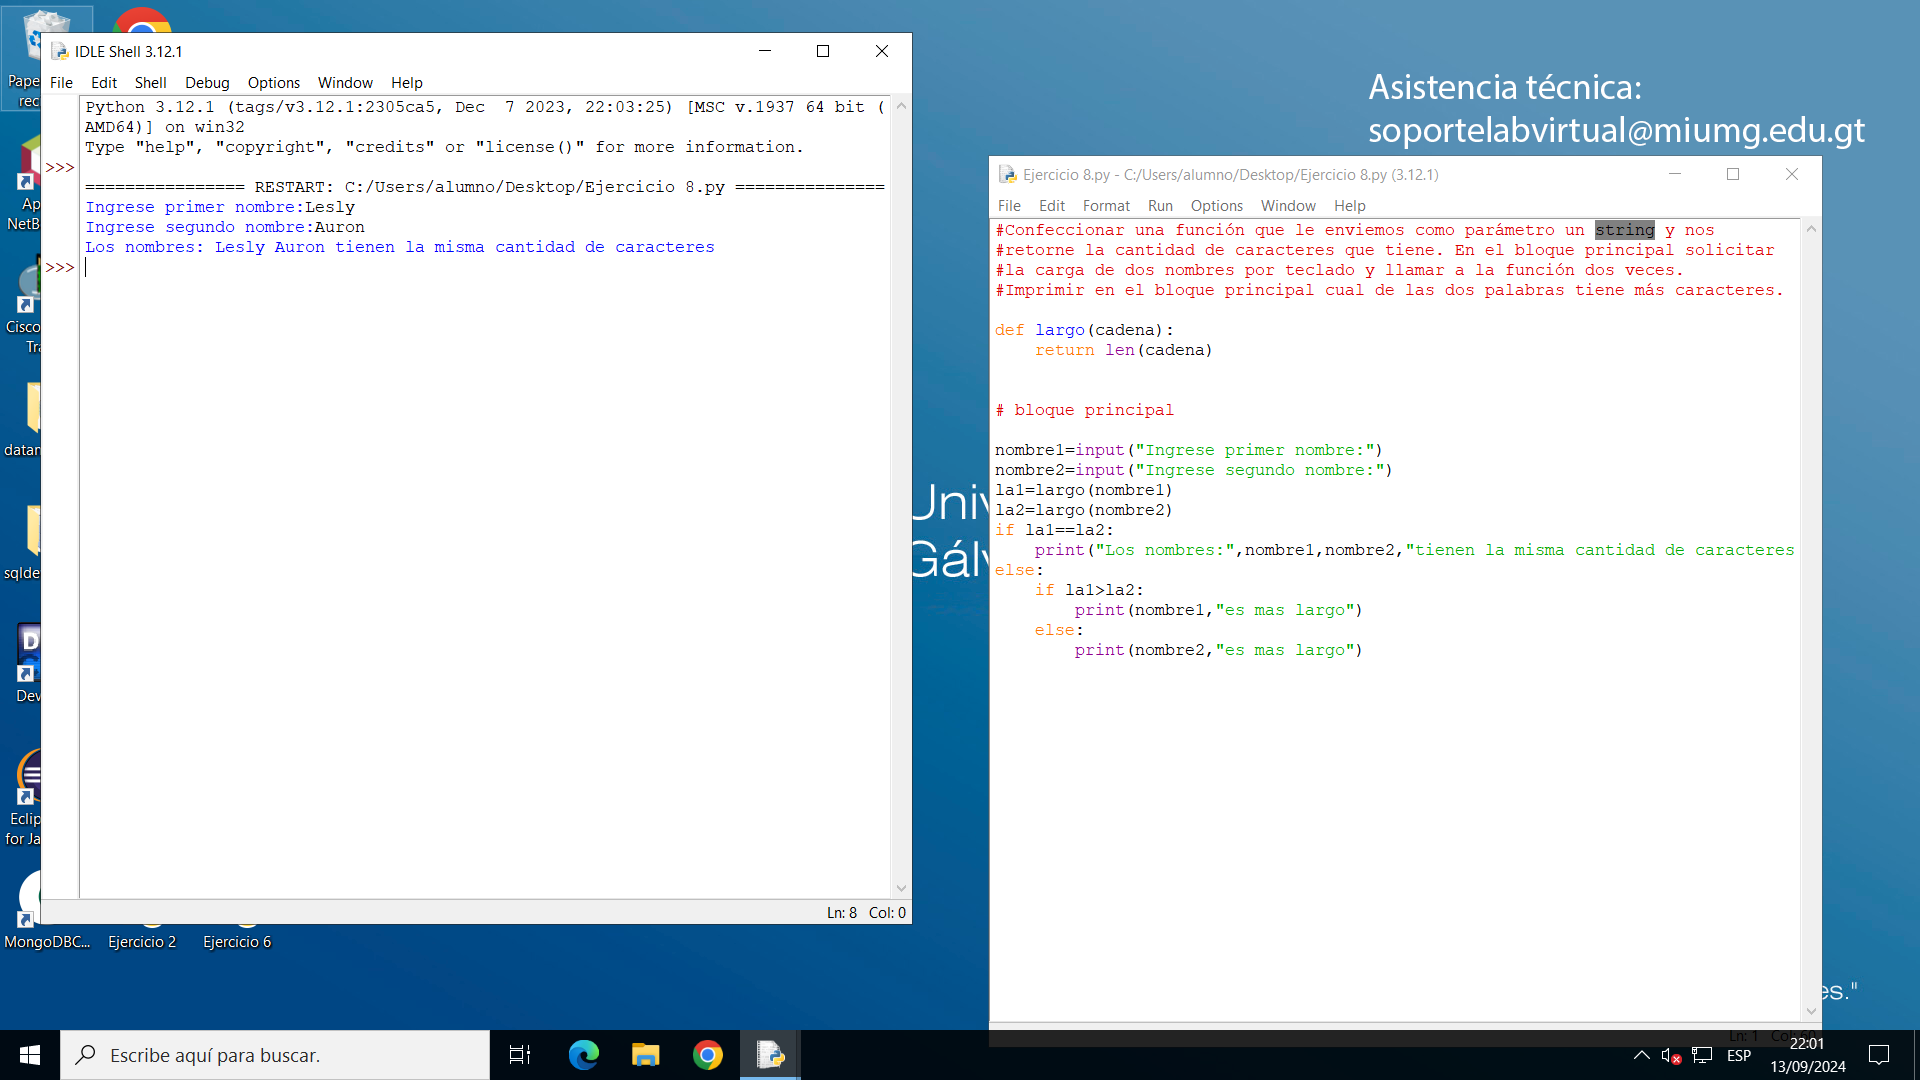 Asistencia técnica:
soportelabvirtual@miumg.edu.gt
IDLE Shell 3.12.1
File Edit Shell Debug Options Window Help
Python 3.12.1 (tags/v3.12.1:2305ca5, Dec  7 2023, 22:03:25) [MSC v.1937 64 bit (
AMD64)] on win32
Type "help", "copyright", "credits" or "license()" for more information.
>>>
================ RESTART: C:/Users/alumno/Desktop/Ejercicio 8.py ===============
Ingrese primer nombre:Lesly
Ingrese segundo nombre:Auron
Los nombres: Lesly Auron tienen la misma cantidad de caracteres
>>>
Ln: 8 Col: 0
Ejercicio 8.py - C:/Users/alumno/Desktop/Ejercicio 8.py (3.12.1)
File Edit Format Run Options Window Help
#Confeccionar una función que le enviemos como parámetro un string y nos
#retorne la cantidad de caracteres que tiene. En el bloque principal solicitar
#la carga de dos nombres por teclado y llamar a la función dos veces.
#Imprimir en el bloque principal cual de las dos palabras tiene más caracteres.
def largo(cadena):
    return len(cadena)
# bloque principal
nombre1=input("Ingrese primer nombre:")
nombre2=input("Ingrese segundo nombre:")
la1=largo(nombre1)
la2=largo(nombre2)
if la1==la2:
    print("Los nombres:",nombre1,nombre2,"tienen la misma cantidad de caracteres
else:
    if la1>la2:
        print(nombre1,"es mas largo")
    else:
        print(nombre2,"es mas largo")
Ln: 1
Univ
Gálv
es."
Pape
rec
Ap
NetB
Cisco
Tra
datam
sqlde
Dev
Eclip
for Ja
MongoDBC...
Ejercicio 2
Ejercicio 6
Escribe aquí para buscar.
ESP
22:01
13/09/2024